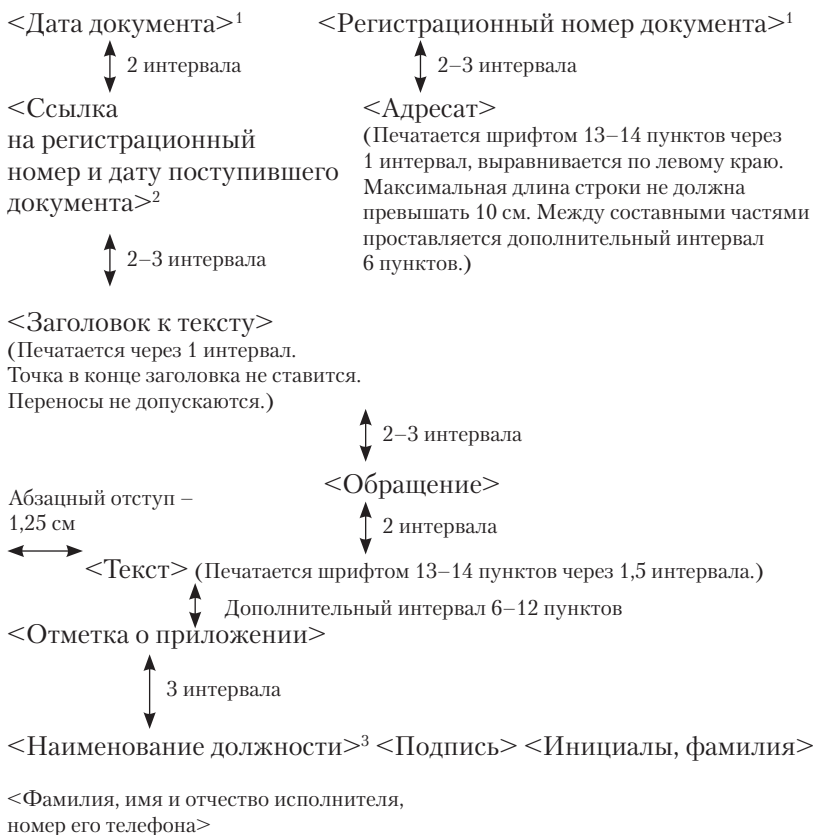 <Дата документа>1 <Регистрационный номер документа>1
2 интервала
2–3 интервала
<Ссылка
на регистрационный
номер и дату поступившего
документа>2
<Адресат>
(Печатается шрифтом 13–14 пунктов через
1 интервал, выравнивается по левому краю.
Максимальная длина строки не должна
превышать 10 см. Между составными частями
проставляется дополнительный интервал
6 пунктов.)
2–3 интервала
<Заголовок к тексту>
(Печатается через 1 интервал.
Точка в конце заголовка не ставится.
Переносы не допускаются.)
2–3 интервала
<Обращение>
Абзацный отступ –
1,25 см
2 интервала
<Текст> (Печатается шрифтом 13–14 пунктов через 1,5 интервала.)
Дополнительный интервал 6–12 пунктов
<Отметка о приложении>
3 интервала
<Наименование должности>3 <Подпись> <Инициалы, фамилия>
<Фамилия, имя и отчество исполнителя,
номер его телефона>